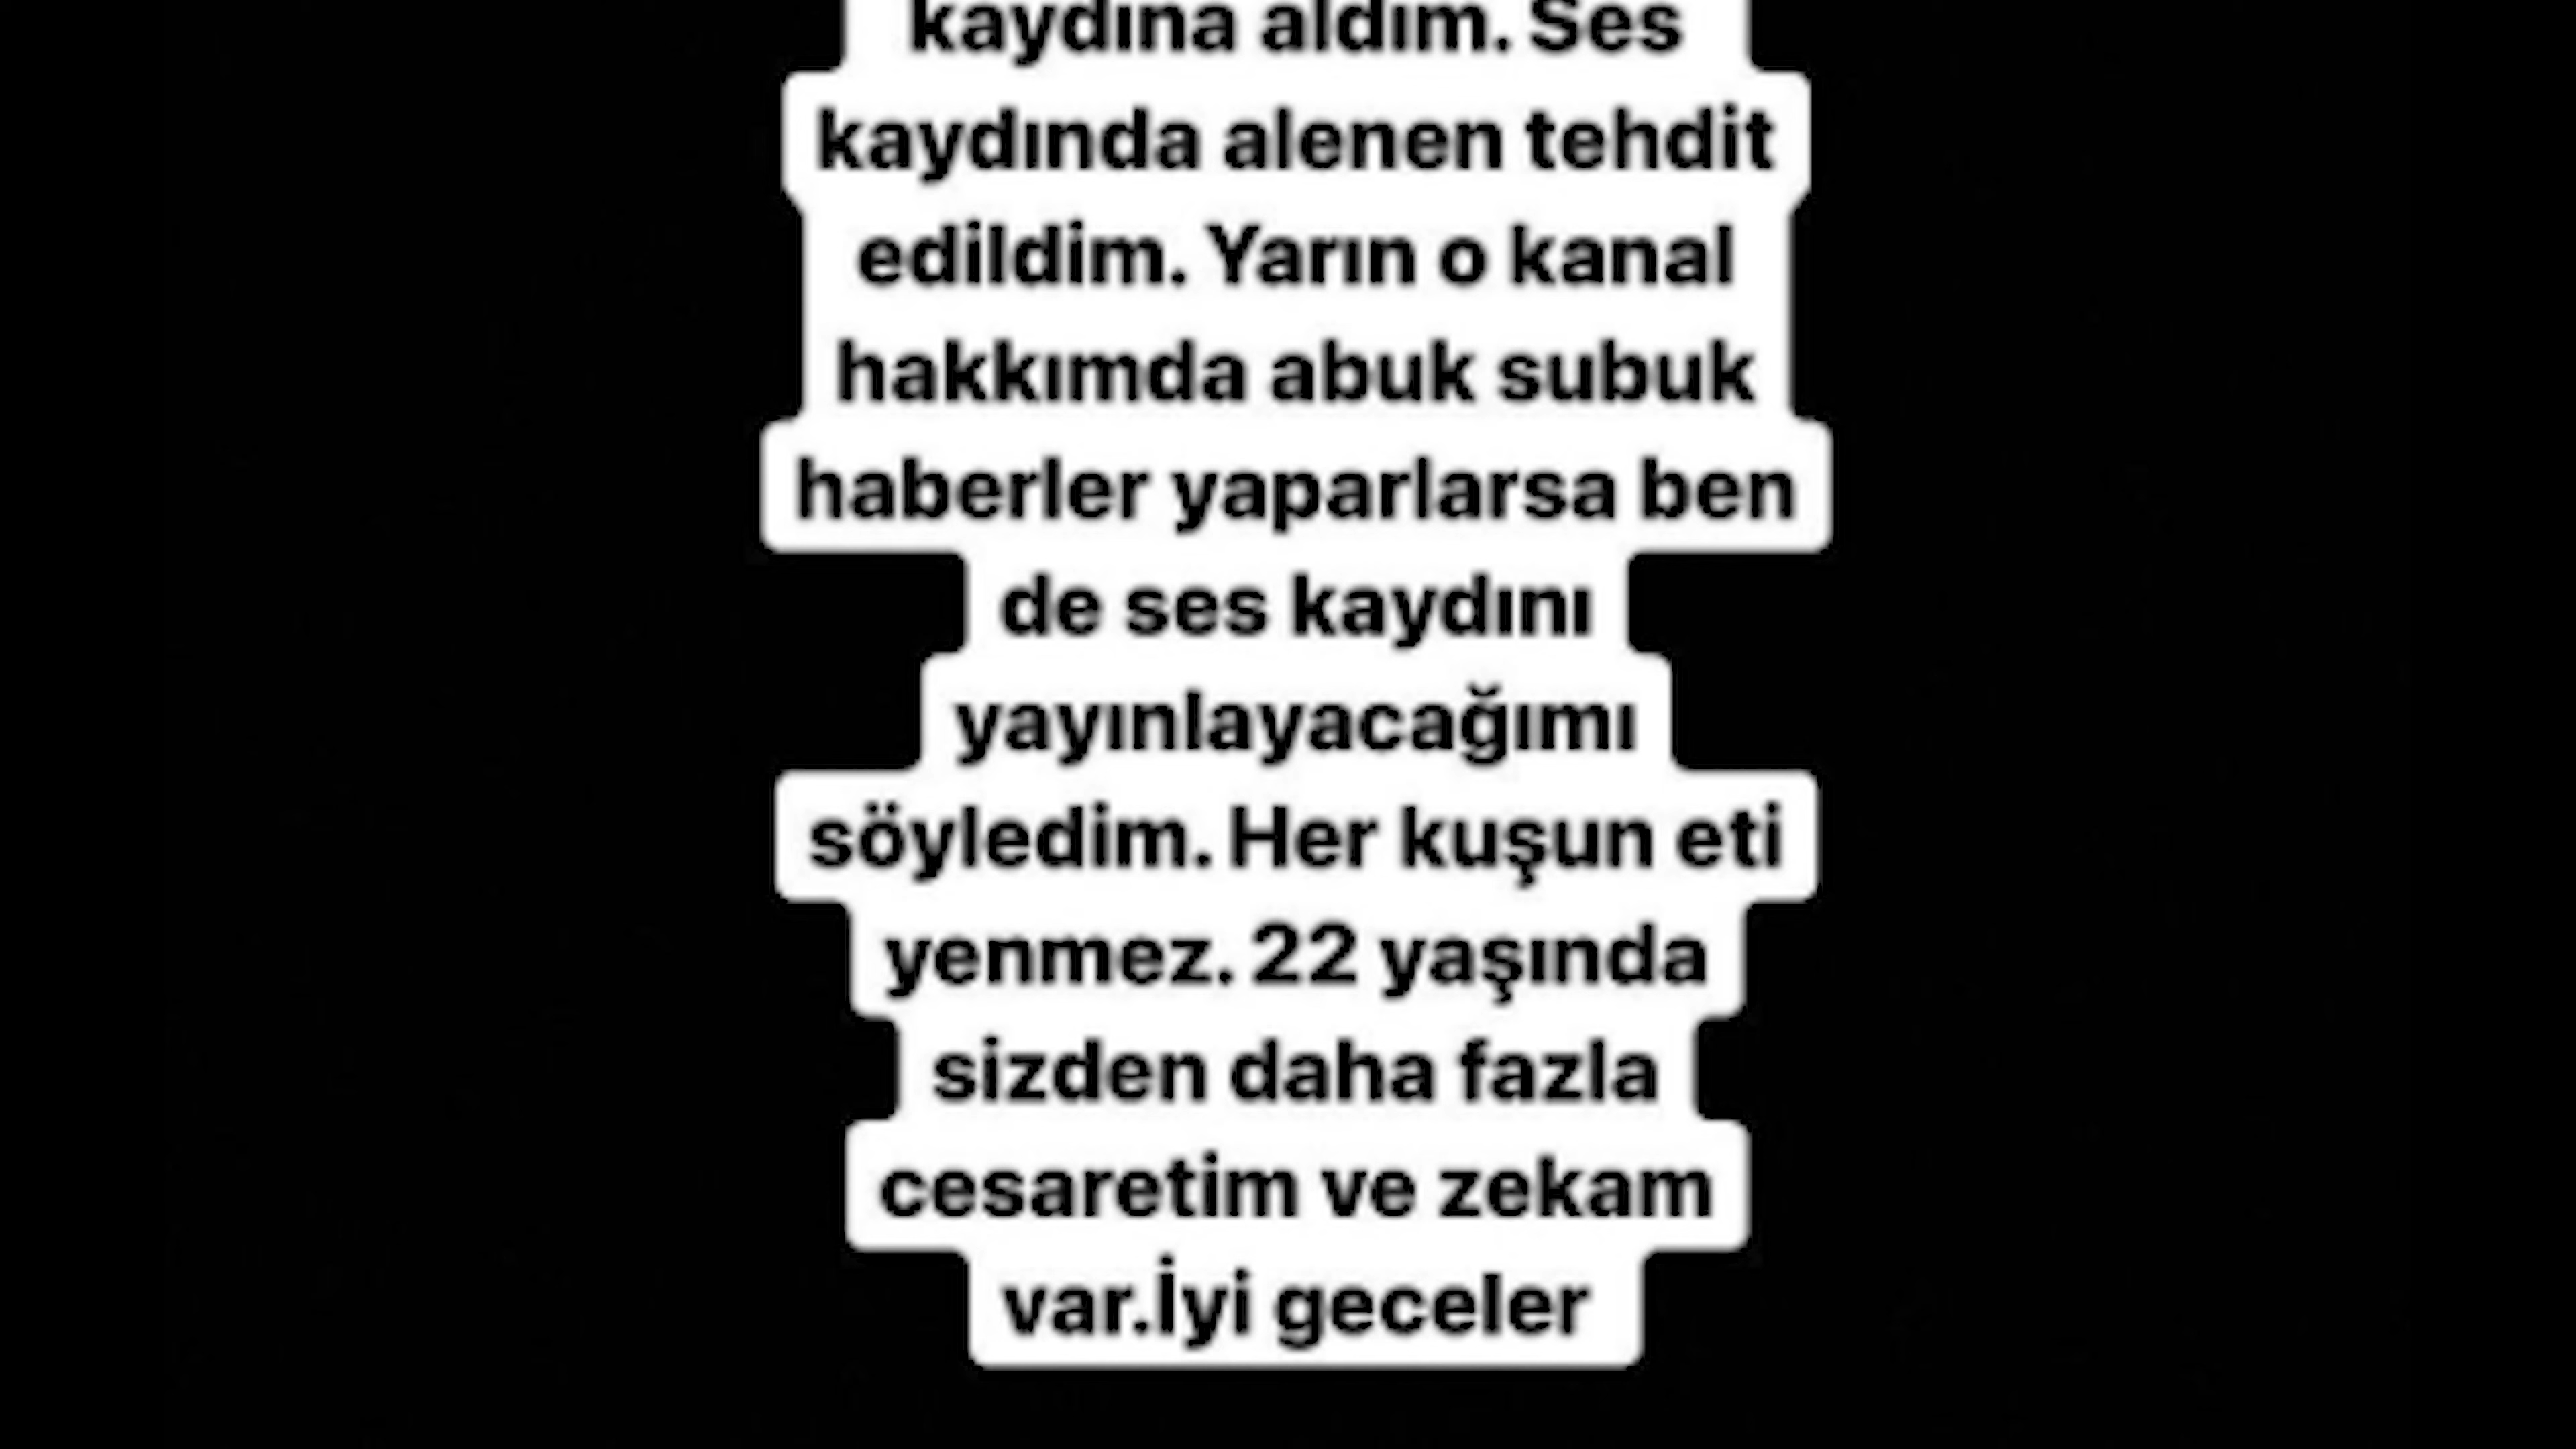 kaydına aldım. Ses
kaydında alenen tehdit
edildim. Yarın o kanal
hakkımda abuk subuk
haberler yaparlarsa ben
de ses kaydını
yayınlayacağımı
söyledim. Her kuşun eti
yenmez. 22 yaşında
sizden daha fazla
cesaretim ve zekam
var.İyi geceler